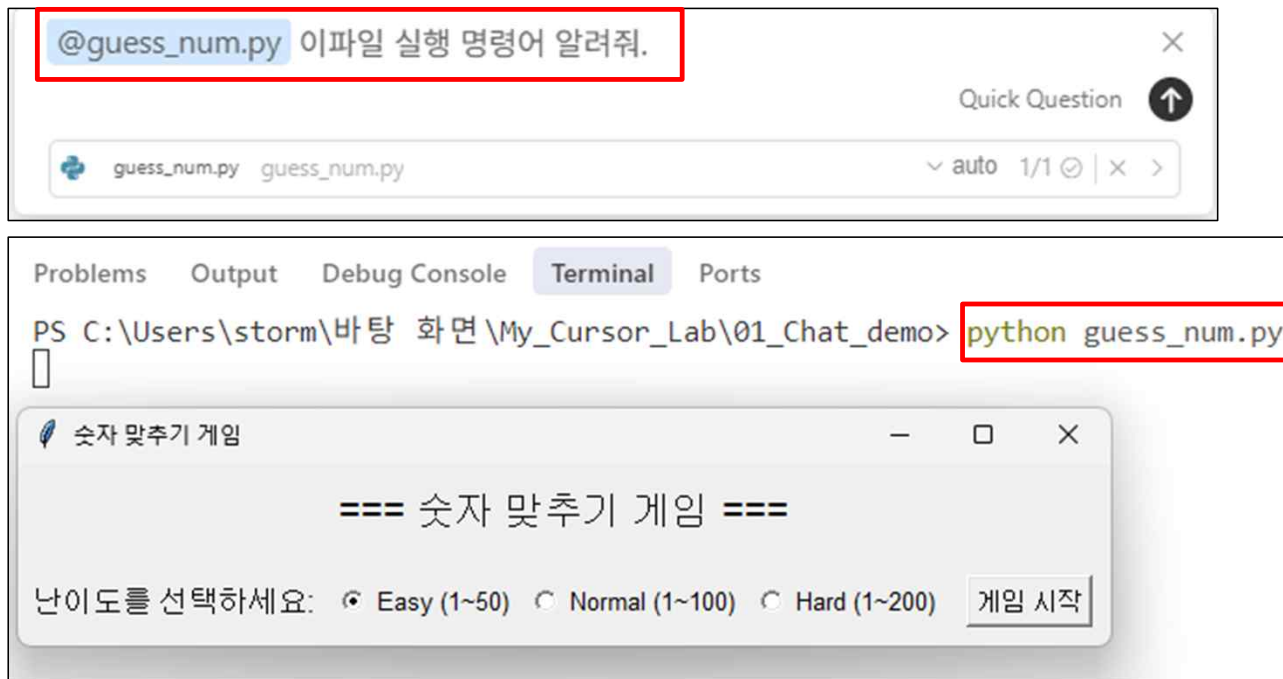 @guess_num.py 이파일 실행 명령어 알려줘.
Quick Question
guess_num.py guess_num.py auto 1/1
Problems Output Debug Console Terminal Ports
PS C:\Users\storm\바탕 화면\My_Cursor_Lab\01_Chat_demo> python guess_num.py
숫자 맞추기 게임
=== 숫자 맞추기 게임 ===
난이도를 선택하세요: Easy (1~50) Normal (1~100) Hard (1~200) 게임 시작